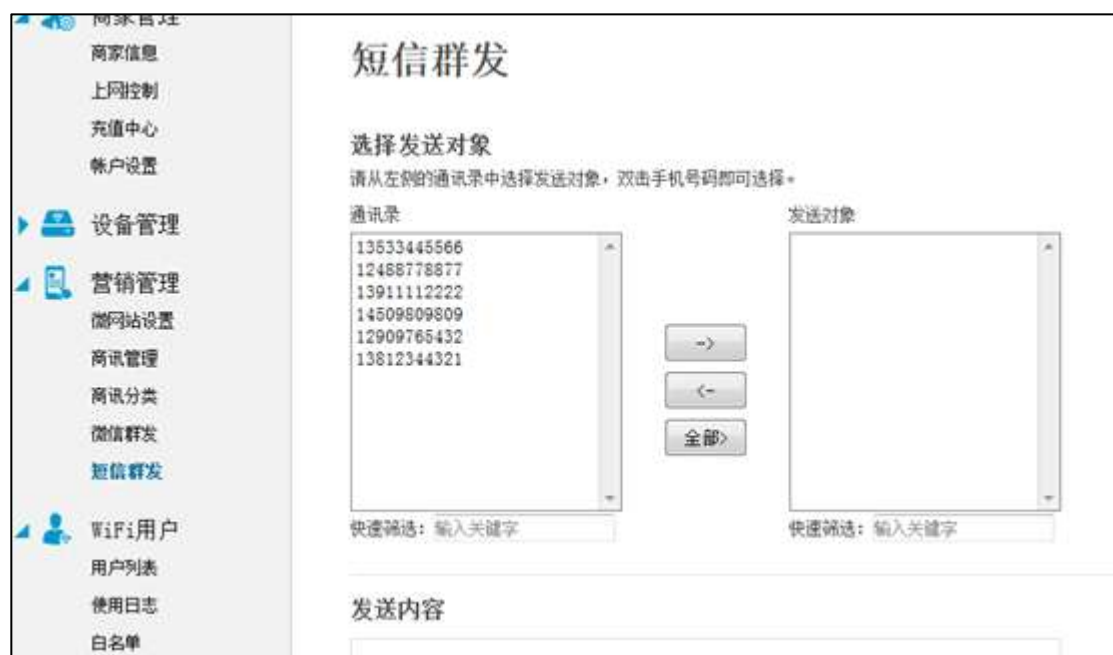 商家管理
商家信息
上网控制
充值中心
帐户设置
设备管理
营销管理
微网站设置
商讯管理
商讯分类
微信群发
短信群发
WiFi用户
用户列表
使用日志
白名单
短信群发
选择发送对象
请从左侧的通讯录中选择发送对象，双击手机号码即可选择。
通讯录
13533445566
12488778877
13911112222
14509809809
12909765432
13812344321
快速筛选：输入关键字
->
<-
全部>
发送对象
快速筛选：输入关键字
发送内容